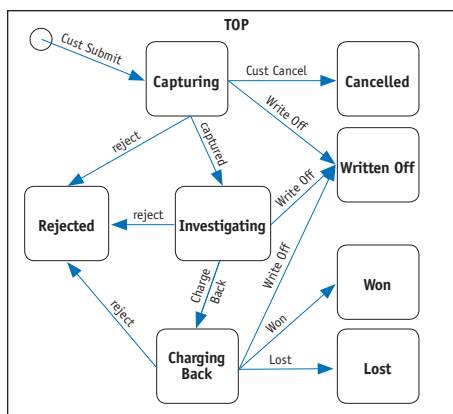 TOP
Cust Submit
Capturing
Cust Cancel
Cancelled
Write Off
reject
captured
Written Off
Rejected
reject
Investigating
Write Off
Charge
Back
Write Off
Won
reject
Won
Charging
Back
Lost
Lost